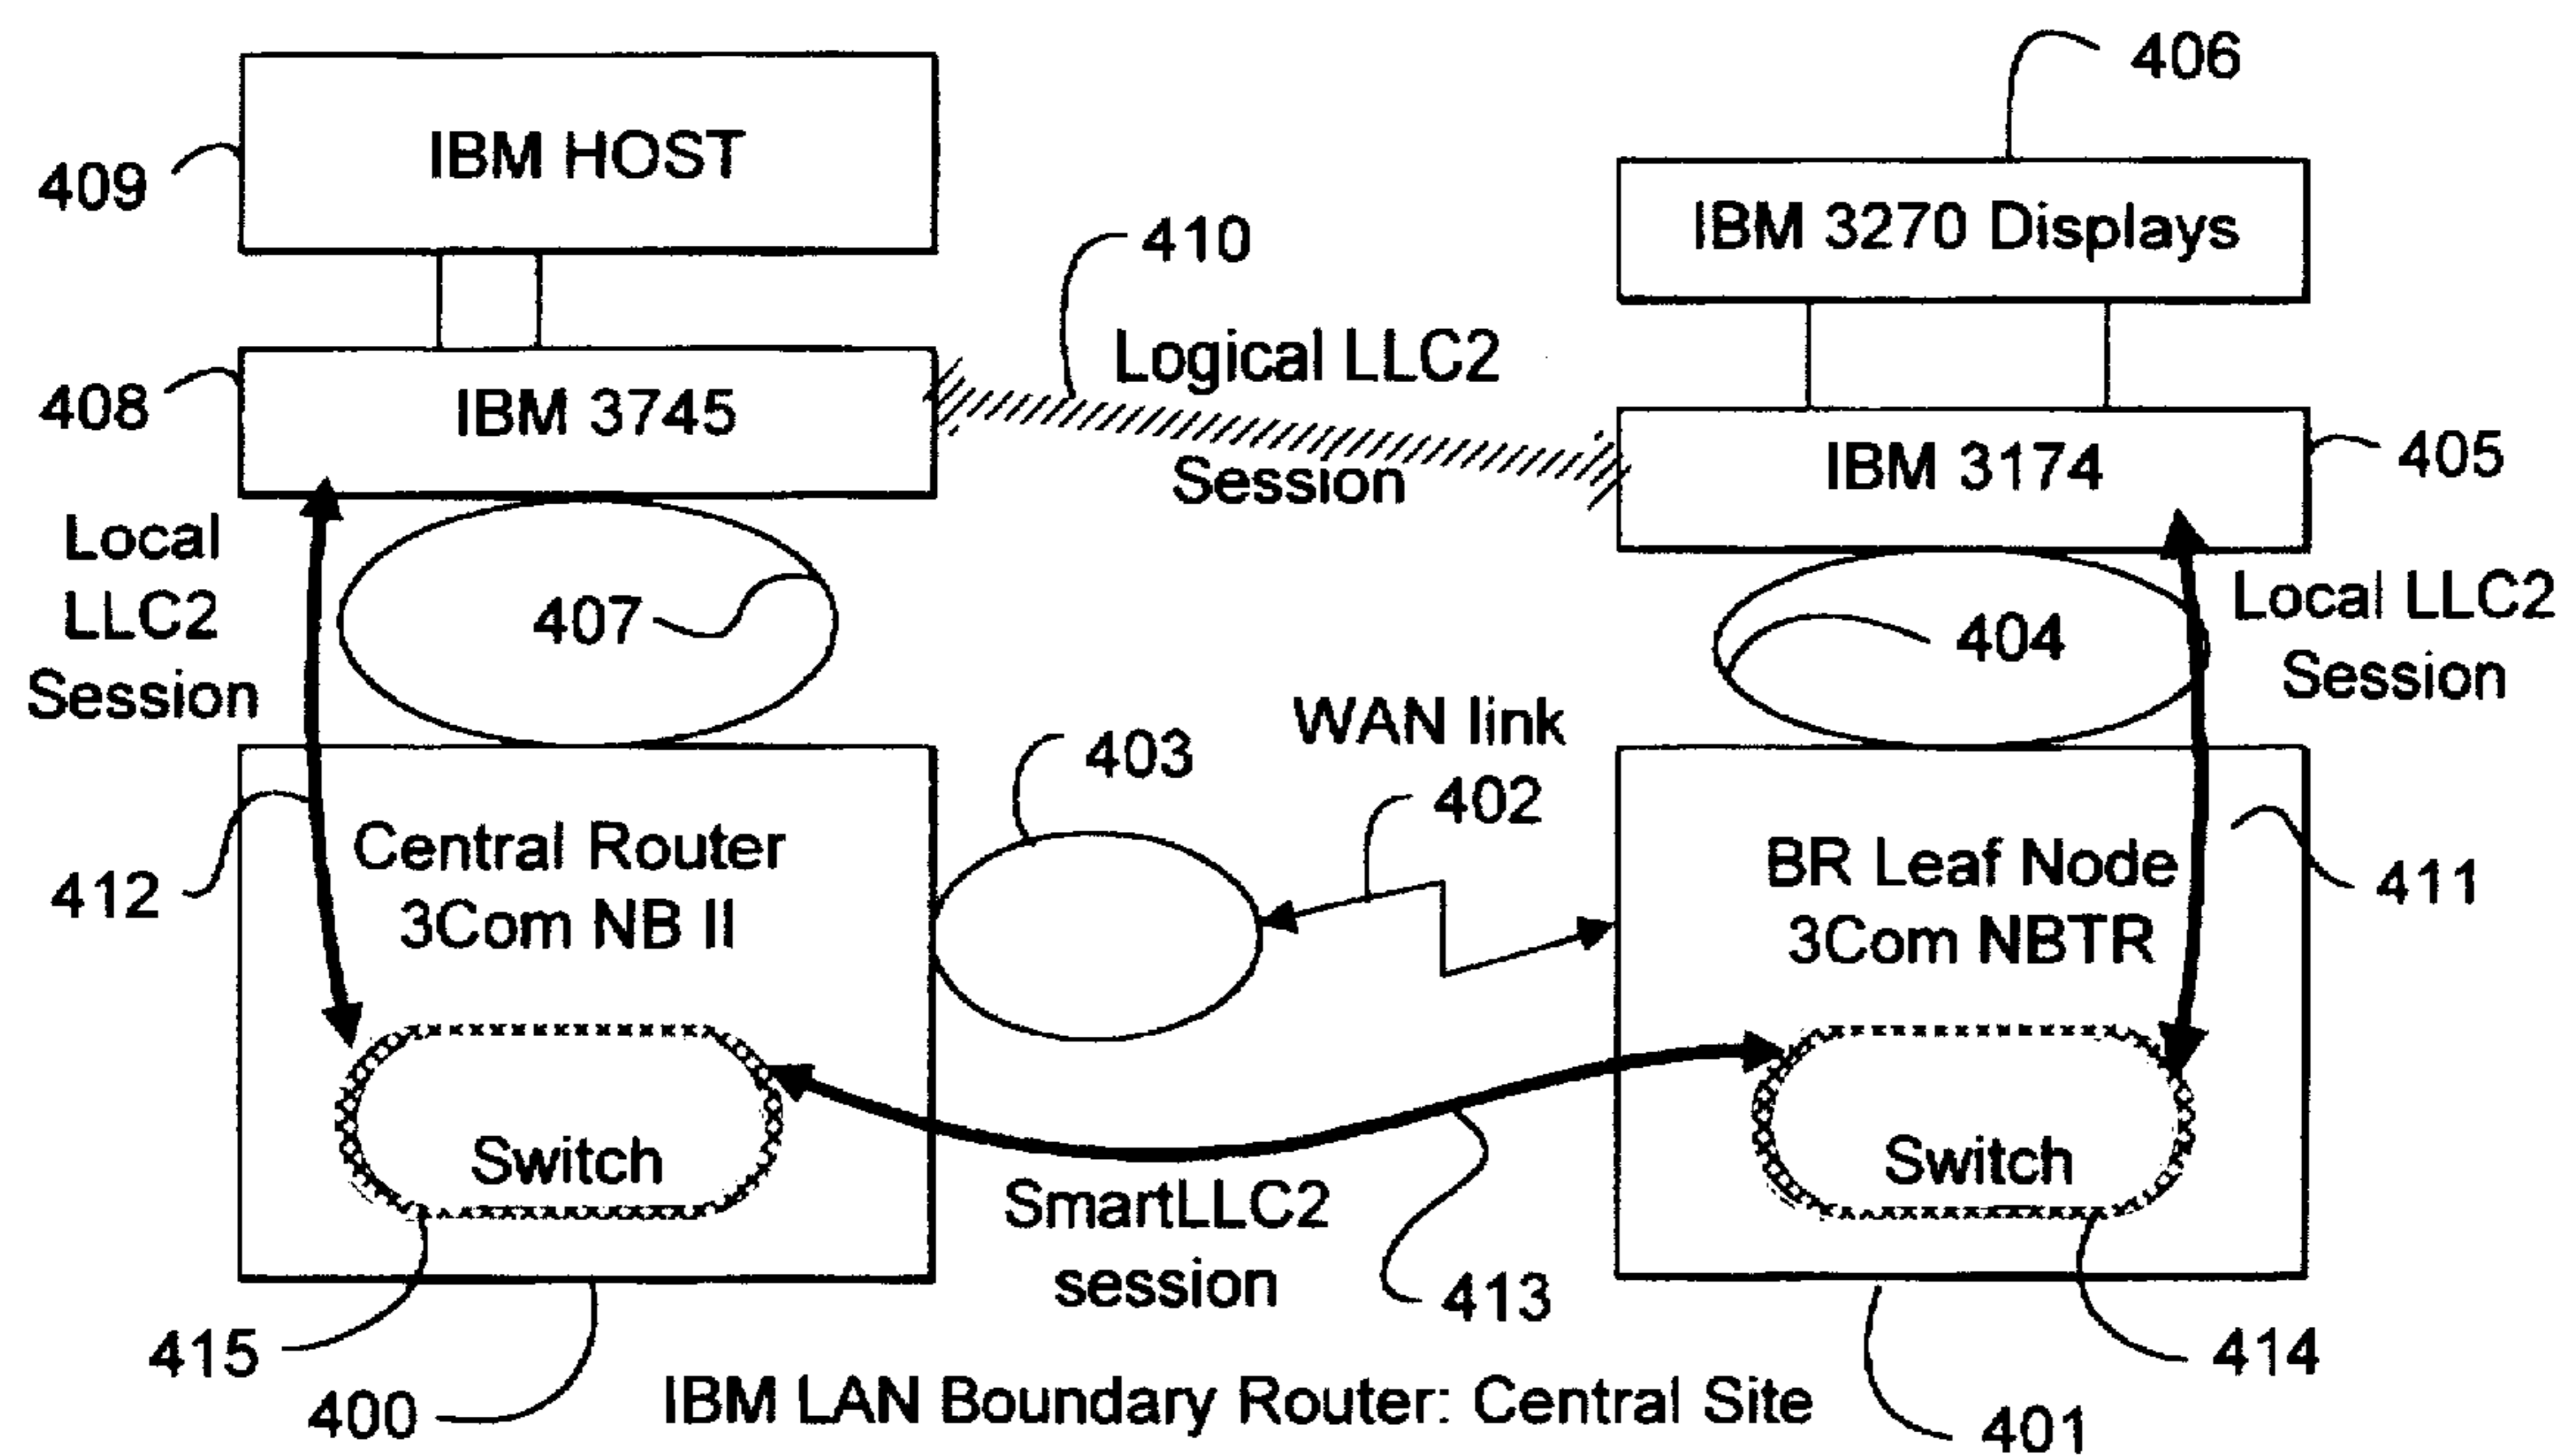 406
IBM HOST
409
IBM 3270 Displays
410
Logical LLC2
Session
408
IBM 3745
IBM 3174
405
Local
LLC2
Session
407
404
Local LLC2
Session
WAN link
403
402
Central Router
3Com NB II
412
BR Leaf Node
3Com NBTR
411
Switch
Switch
SmartLLC2
session
413
415
414
400
IBM LAN Boundary Router: Central Site
401